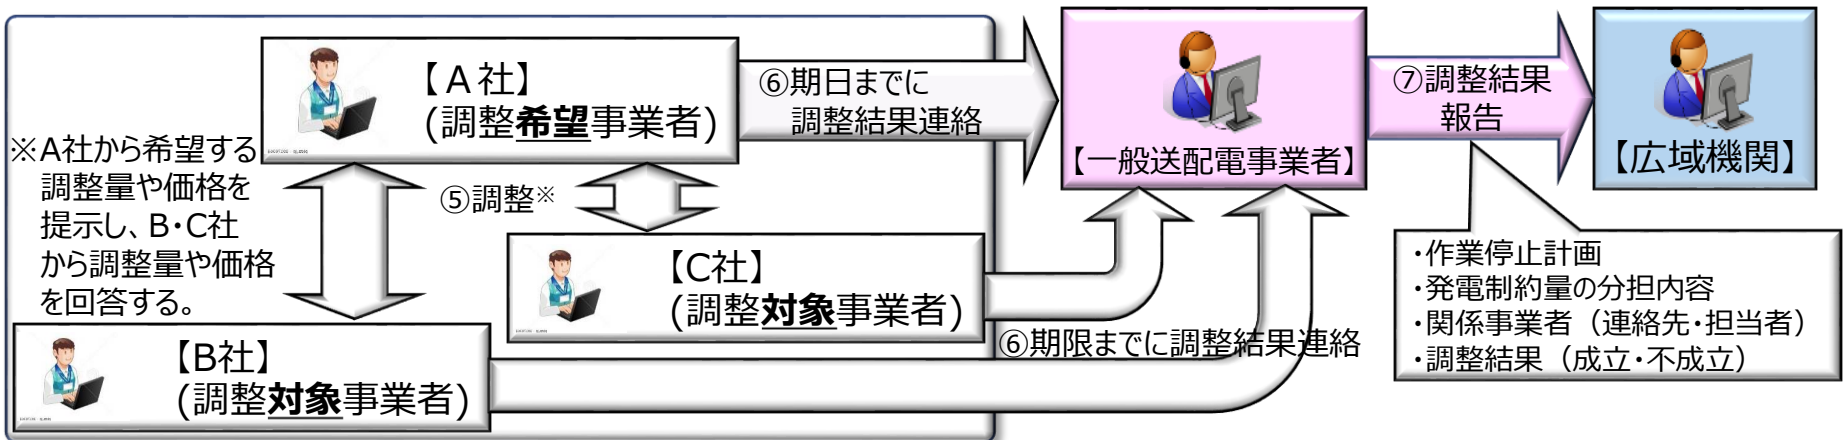 【A社】
(調整希望事業者)
※A社から希望する
調整量や価格を
提示し、B・C社
から調整量や価格
を回答する。
⑤調整※
【C社】
(調整対象事業者)
【B社】
(調整対象事業者)
⑥期日までに
調整結果連絡
⑥期限までに調整結果連絡
【一般送配電事業者】
⑦調整結果
報告
【広域機関】
・作業停止計画
・発電制約量の分担内容
・関係事業者（連絡先・担当者）
・調整結果（成立・不成立）